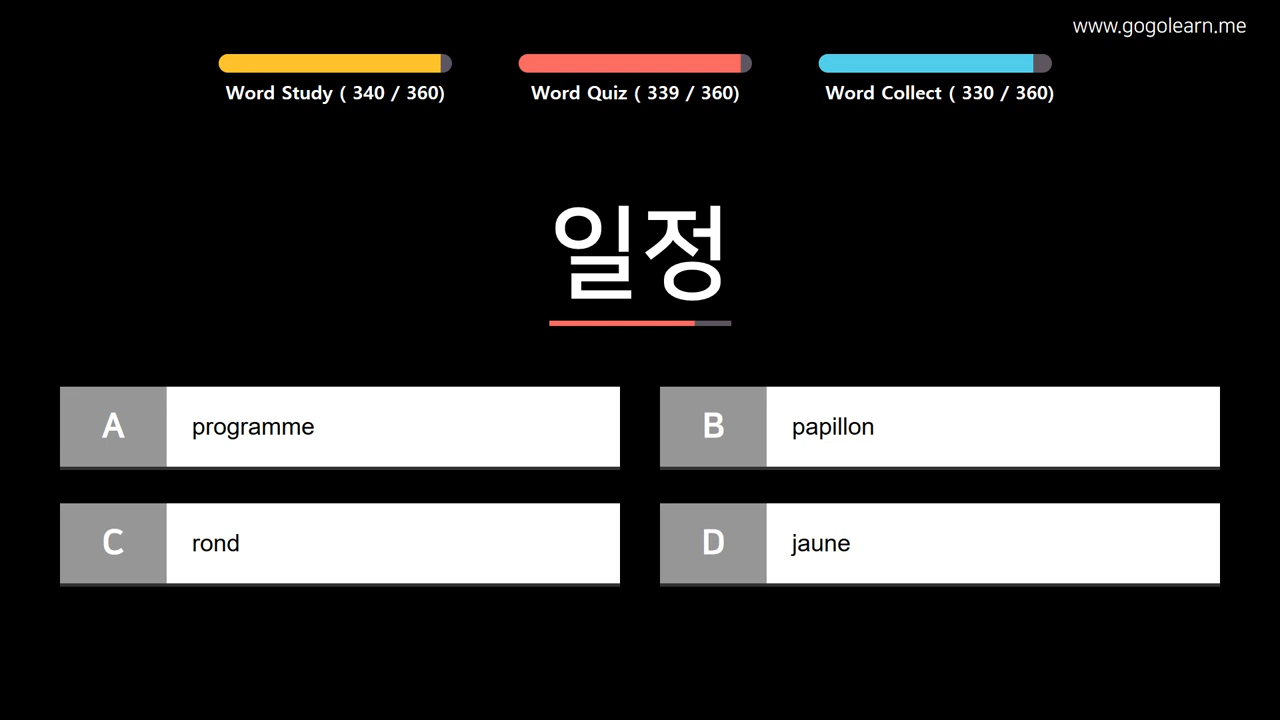 www.gogolearn.me
Word Study ( 340 / 360)
Word Quiz ( 339 / 360)
Word Collect ( 330 / 360)
일정
A programme
B papillon
C rond
D jaune